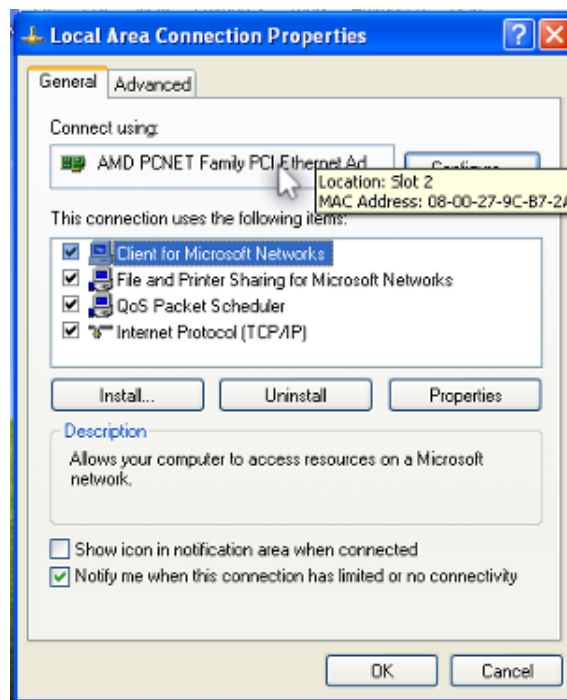 Local Area Connection Properties
General Advanced
Connect using:
AMD PCNET Family PCI Ethernet Ad
Location: Slot 2
MAC Address: 08-00-27-9C-B7-2A
This connection uses the following items:
Client for Microsoft Networks
File and Printer Sharing for Microsoft Networks
QoS Packet Scheduler
Internet Protocol (TCP/IP)
Install... Uninstall Properties
Description
Allows your computer to access resources on a Microsoft
network.
Show icon in notification area when connected
Notify me when this connection has limited or no connectivity
OK Cancel